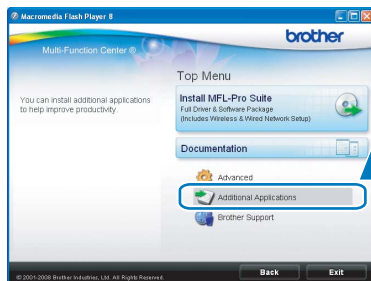 Macromedia Flash Player 8
brother
Multi-Function Center ®
Top Menu
You can install additional applications
to help improve productivity.
Install MFL-Pro Suite
Full Driver & Software Package
(Includes Wireless & Wired Network Setup)
Documentation
Advanced
Additional Applications
Brother Support
© 2001-2008 Brother Industries, Ltd. All Rights Reserved.
Back
Exit